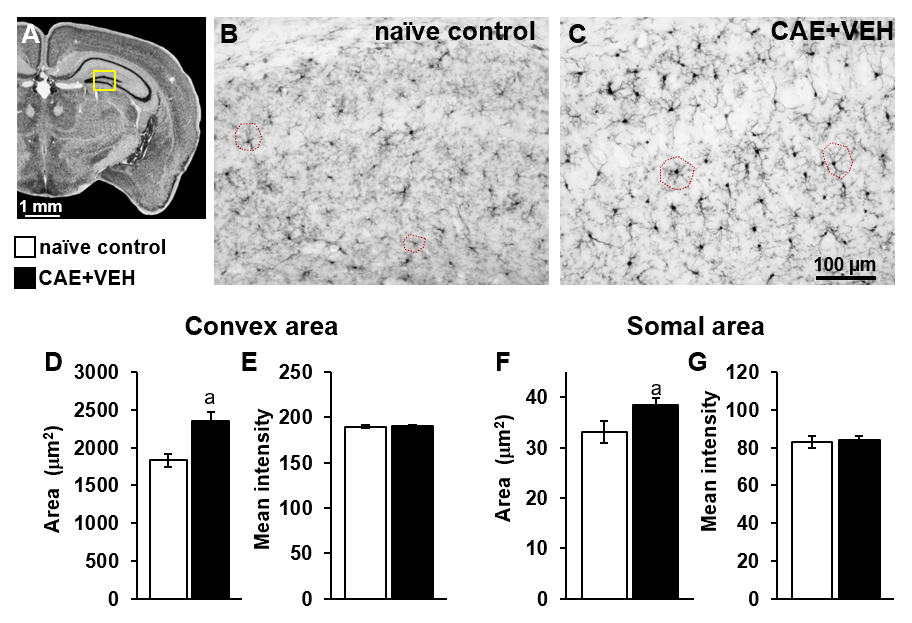 A
1 mm
B
naïve control
C
CAE+VEH
100 µm
naïve control
CAE+VEH
Convex area
Somal area
D
Area (µm²)
3000
2500
2000
1500
1000
500
0
a
E
Mean intensity
250
200
150
100
50
0
F
Area (µm²)
40
30
20
10
0
a
G
Mean intensity
120
100
80
60
40
20
0